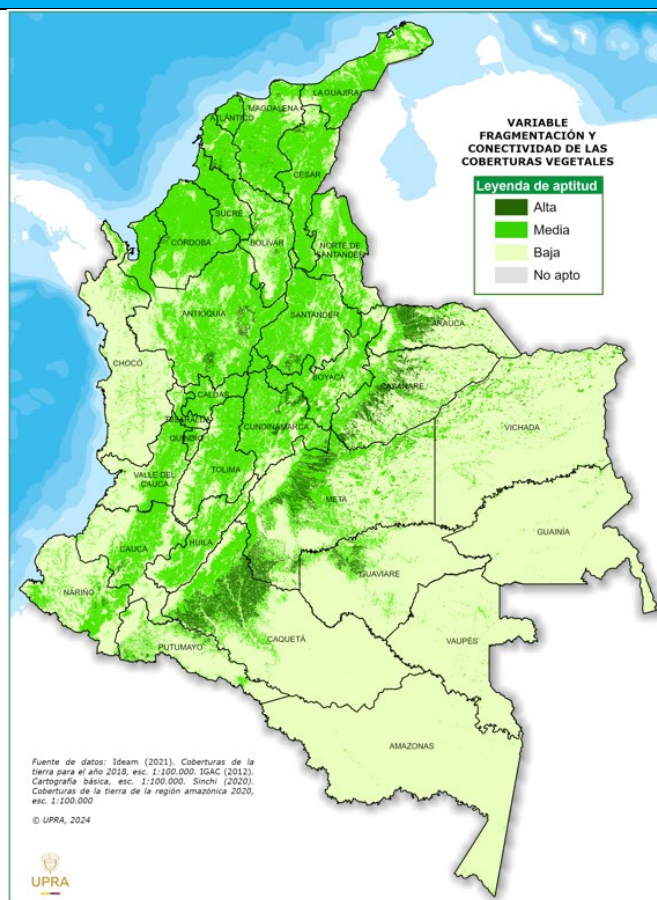 LA GUAJIRA
MAGDALENA
ATLÁNTICO
VARIABLE
FRAGMENTACIÓN Y
CONECTIVIDAD DE LAS
COBERTURAS VEGETALES
Leyenda de aptitud
Alta
Media
Baja
No apto
CESAR
SUCRE
CÓRDOBA
BOLÍVAR
NORTE DE
SANTANDER
ANTIOQUIA
SANTANDER
ARAUCA
CHOCÓ
BOYACÁ
CASANARE
CALDAS
RISARALDA
CUNDINAMARCA
VICHADA
QUINDÍO
TOLIMA
VALLE DEL
CAUCA
META
GUAINÍA
CAUCA
HUILA
GUAVIARE
NARIÑO
VAUPÉS
CAQUETÁ
PUTUMAYO
AMAZONAS
Fuente de datos: Ideam (2021). Coberturas de la
tierra para el año 2018, esc. 1:100.000. IGAC (2012).
Cartografía básica, esc. 1:100.000. Sinchi (2020).
Coberturas de la tierra de la región amazónica 2020,
esc. 1:100.000
© UPRA, 2024
UPRA